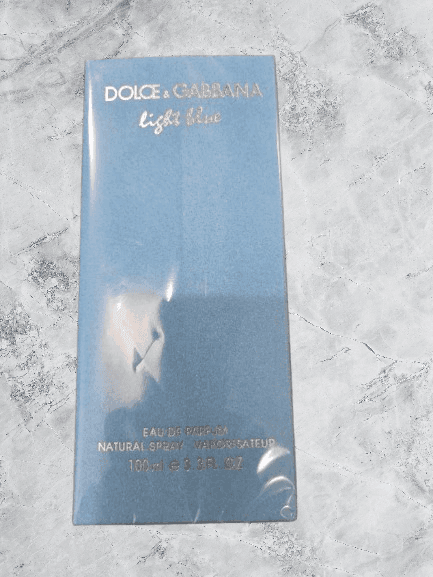 DOLCE & GABBANA
light blue
EAU DE PARFUM
NATURAL SPRAY - VAPORISATEUR
100 ml e 3.3 FL. OZ